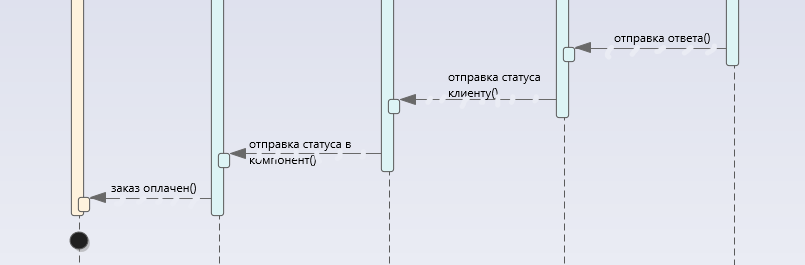 отправка ответа()
отправка статуса
клиенту()
отправка статуса в
компонент()
заказ оплачен()